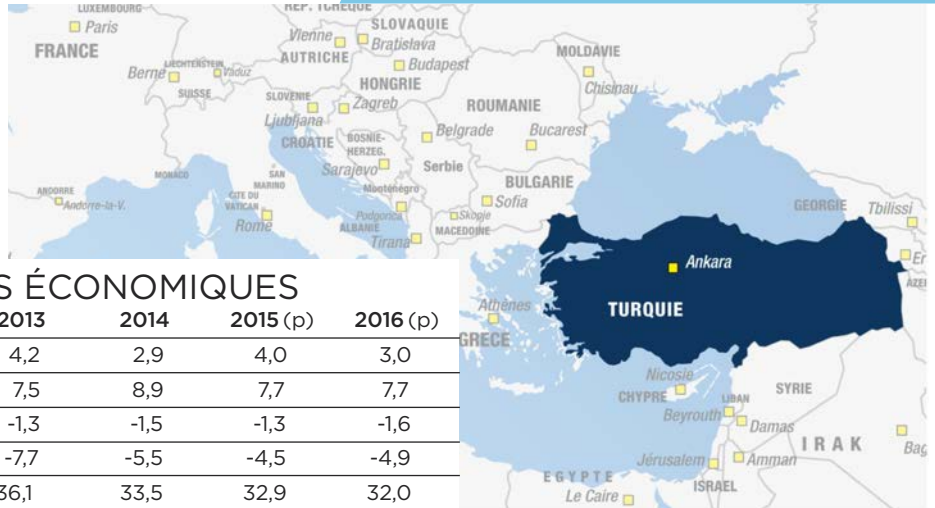 LUXEMBOURG
RÉP. TCHÈQUE
SLOVAQUIE
Paris
Vienne
Bratislava
FRANCE
AUTRICHE
MOLDAVIE
LIECHTENSTEIN
Budapest
Berne
Vaduz
HONGRIE
Chisinau
SUISSE
SLOVENIE
Zagreb
ROUMANIE
Ljubljana
CROATIE
BOSNIE-
HERZEG.
Belgrade
Bucarest
MONACO
SAN
MARINO
Sarajevo
Serbie
BULGARIE
ANDORRE
Andorre-la-V.
CITE DU
VATICAN
Monténégro
Sofia
GEORGIE
Tbilissi
Rome
Podgorica
Skopje
ALBANIE
MACEDOINE
Tirana
Ankara
Er
AZE
S ÉCONOMIQUES
2013 2014 2015 (p) 2016 (p)
4,2 2,9 4,0 3,0
7,5 8,9 7,7 7,7
-1,3 -1,5 -1,3 -1,6
-7,7 -5,5 -4,5 -4,9
36,1 33,5 32,9 32,0
Athènes
GRECE
TURQUIE
Nicosie
CHYPRE
SYRIE
LIBAN
Beyrouth
Damas
IRAK
Bag
Jérusalem
Amman
EGYPTE
ISRAEL
Le Caire